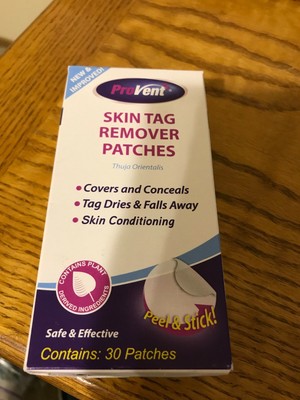 NEW &
IMPROVED!
ProVent
SKIN TAG
REMOVER
PATCHES
Thuja Orientalis
• Covers and Conceals
• Tag Dries & Falls Away
• Skin Conditioning
CONTAINS PLANT
DERIVED INGREDIENTS
Peel & Stick!
Safe & Effective
Contains: 30 Patches